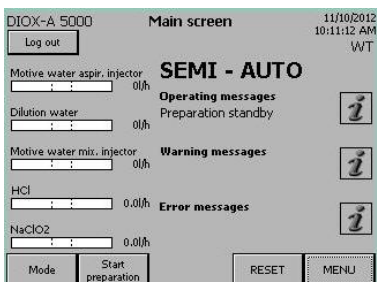 DIOX-A 5000
Main screen
11/10/2012
10:11:12 AM
Log out
WT
Motive water aspir. injector
0l/h
Dilution water
0l/h
Motive water mix. injector
0l/h
HCl
0.0l/h
NaClO2
0.0l/h
SEMI - AUTO
Operating messages
Preparation standby
i
Warning messages
i
Error messages
i
Mode
Start
preparation
RESET
MENU